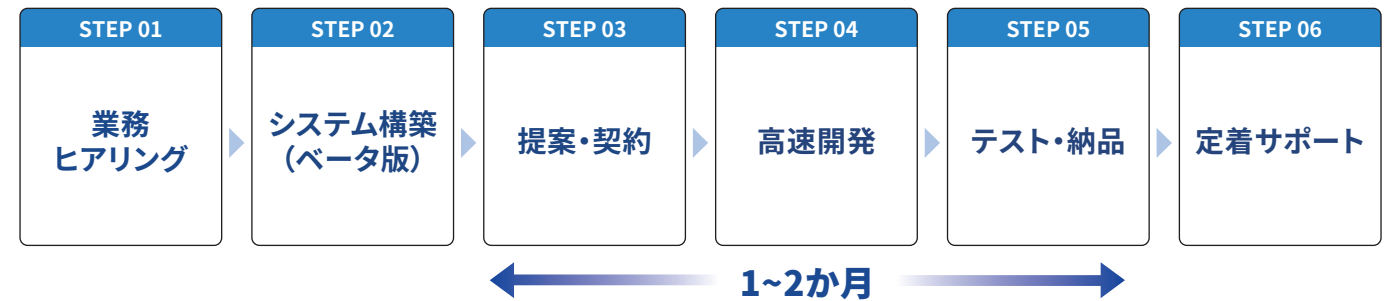 STEP 01
業務
ヒアリング
STEP 02
システム構築
（ベータ版）
STEP 03
提案・契約
STEP 04
高速開発
STEP 05
テスト・納品
STEP 06
定着サポート
1~2か月